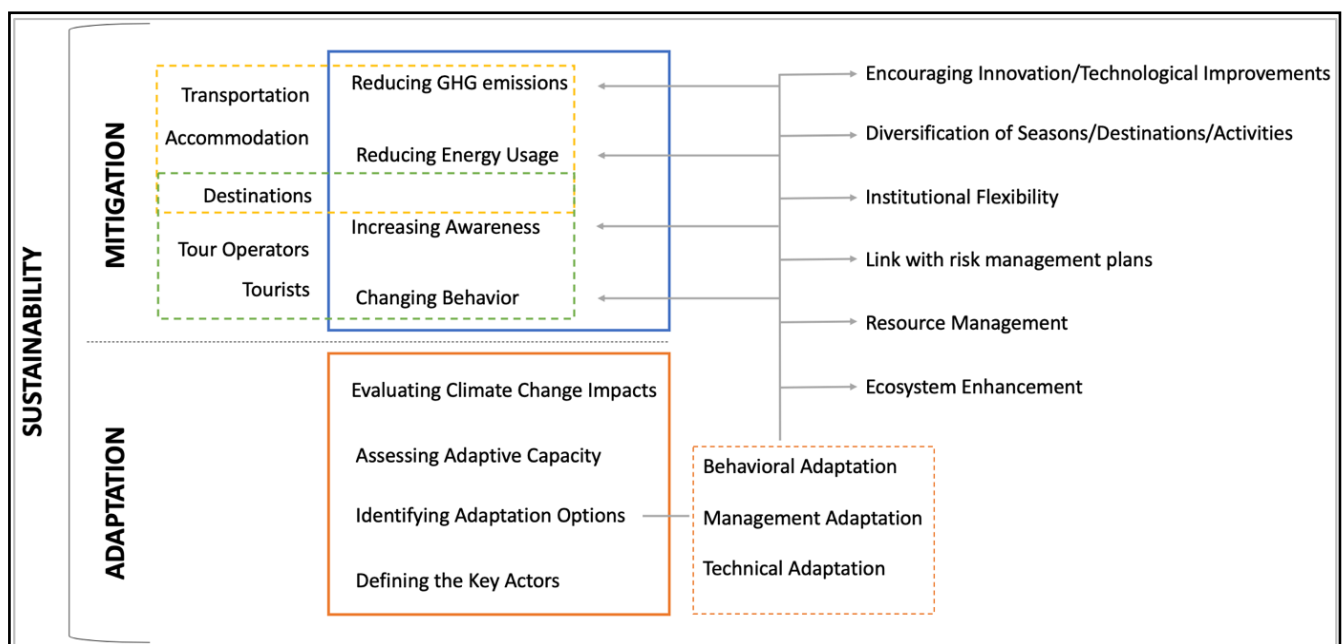 SUSTAINABILITY
MITIGATION
Transportation
Accommodation
Destinations
Tour Operators
Tourists
Reducing GHG emissions
Reducing Energy Usage
Increasing Awareness
Changing Behavior
Encouraging Innovation/Technological Improvements
Diversification of Seasons/Destinations/Activities
Institutional Flexibility
Link with risk management plans
Resource Management
Ecosystem Enhancement
ADAPTATION
Evaluating Climate Change Impacts
Assessing Adaptive Capacity
Identifying Adaptation Options
Defining the Key Actors
Behavioral Adaptation
Management Adaptation
Technical Adaptation